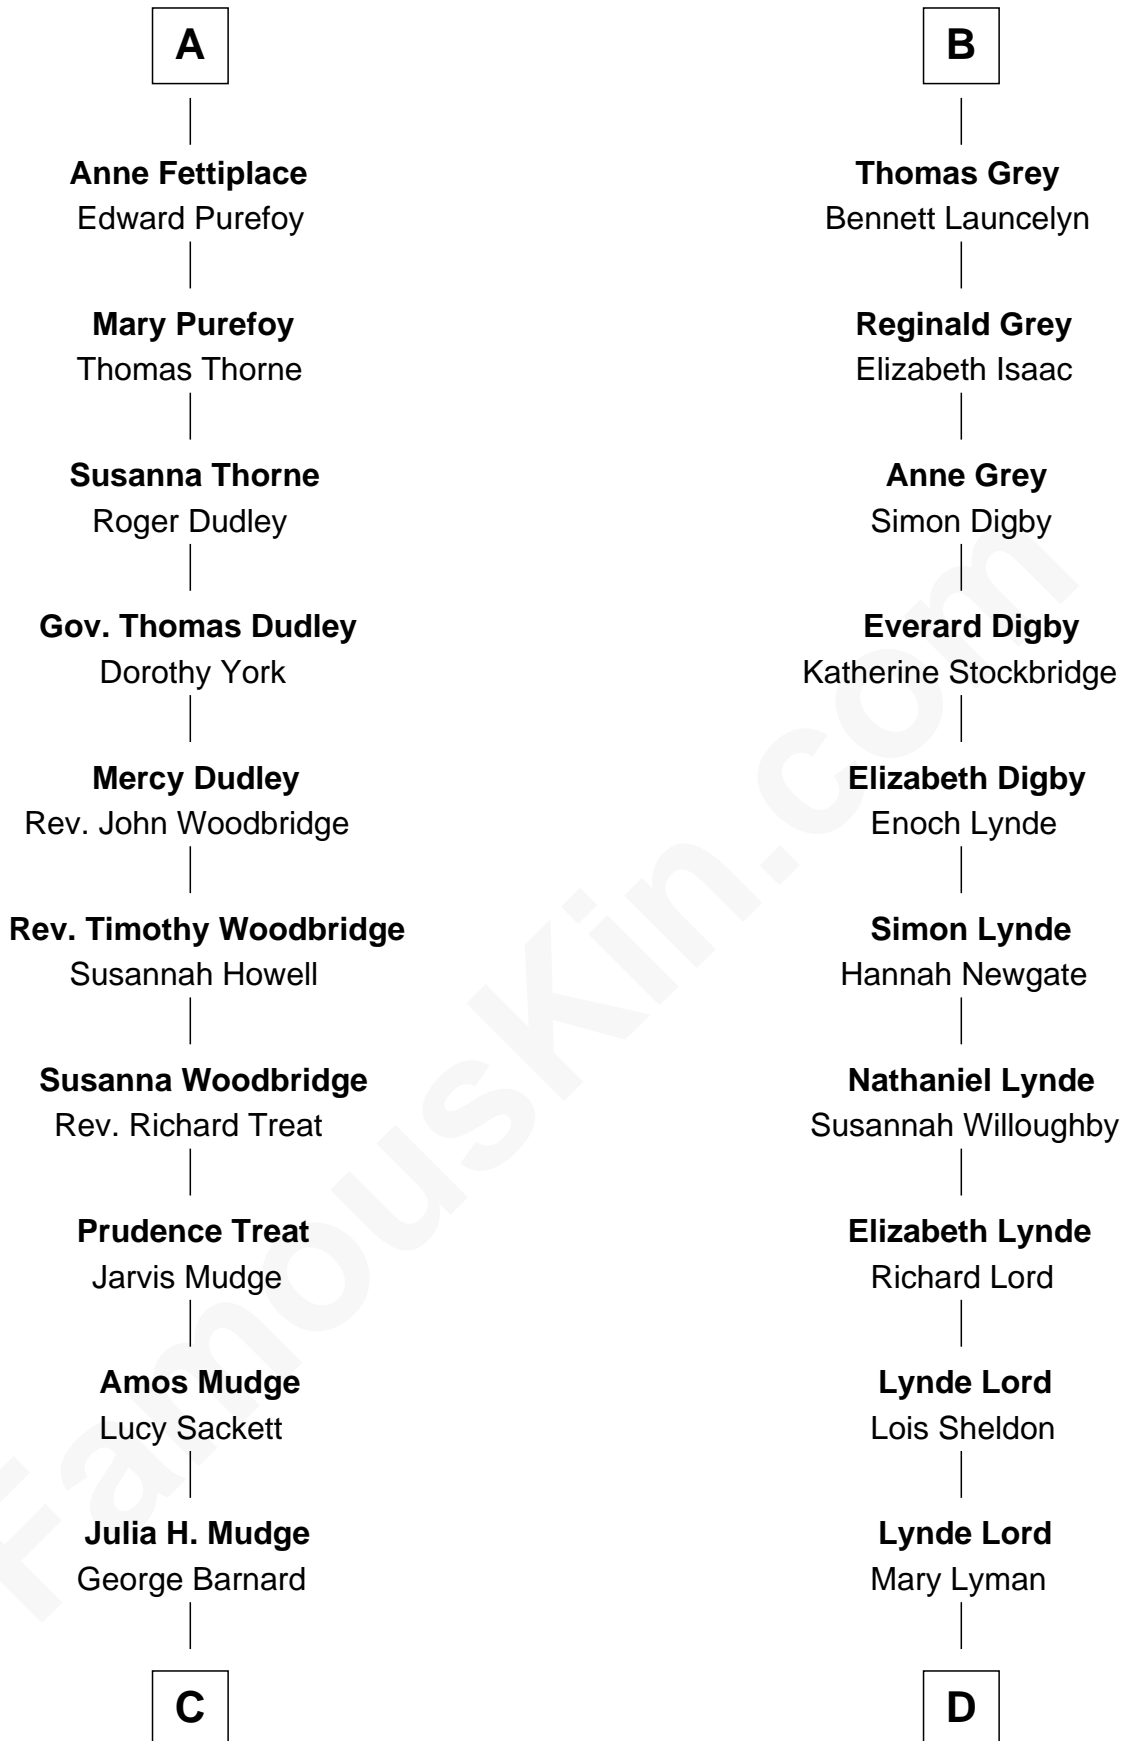 A
Anne Fettiplace
Edward Purefoy
Mary Purefoy
Thomas Thorne
Susanna Thorne
Roger Dudley
Gov. Thomas Dudley
Dorothy York
Mercy Dudley
Rev. John Woodbridge
Rev. Timothy Woodbridge
Susannah Howell
Susanna Woodbridge
Rev. Richard Treat
Prudence Treat
Jarvis Mudge
Amos Mudge
Lucy Sackett
Julia H. Mudge
George Barnard
C
B
Thomas Grey
Bennett Launcelyn
Reginald Grey
Elizabeth Isaac
Anne Grey
Simon Digby
Everard Digby
Katherine Stockbridge
Elizabeth Digby
Enoch Lynde
Simon Lynde
Hannah Newgate
Nathaniel Lynde
Susannah Willoughby
Elizabeth Lynde
Richard Lord
Lynde Lord
Lois Sheldon
Lynde Lord
Mary Lyman
D
FamousKin.com